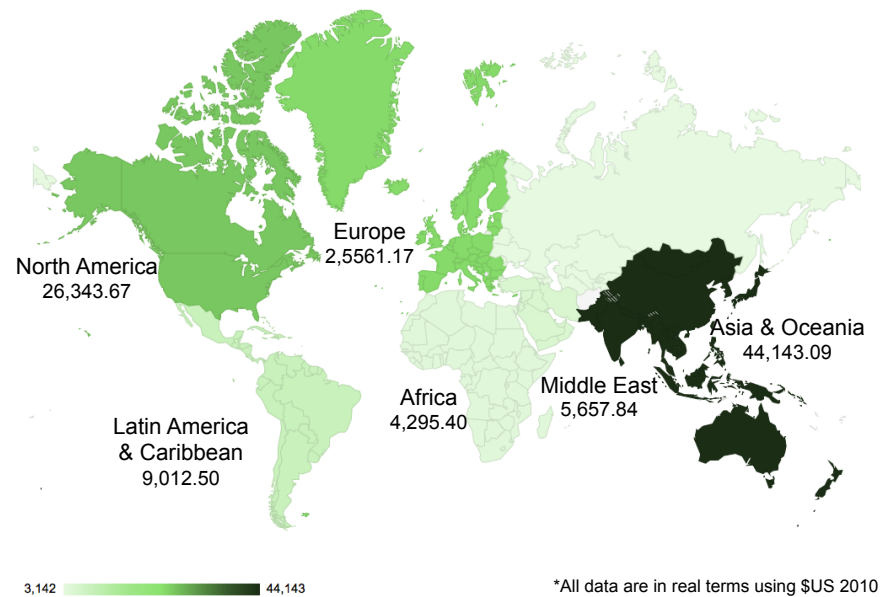 Europe
2,5561.17
North America
26,343.67
Asia & Oceania
44,143.09
Africa
4,295.40
Middle East
5,657.84
Latin America
& Caribbean
9,012.50
3,142
44,143
*All data are in real terms using $US 2010